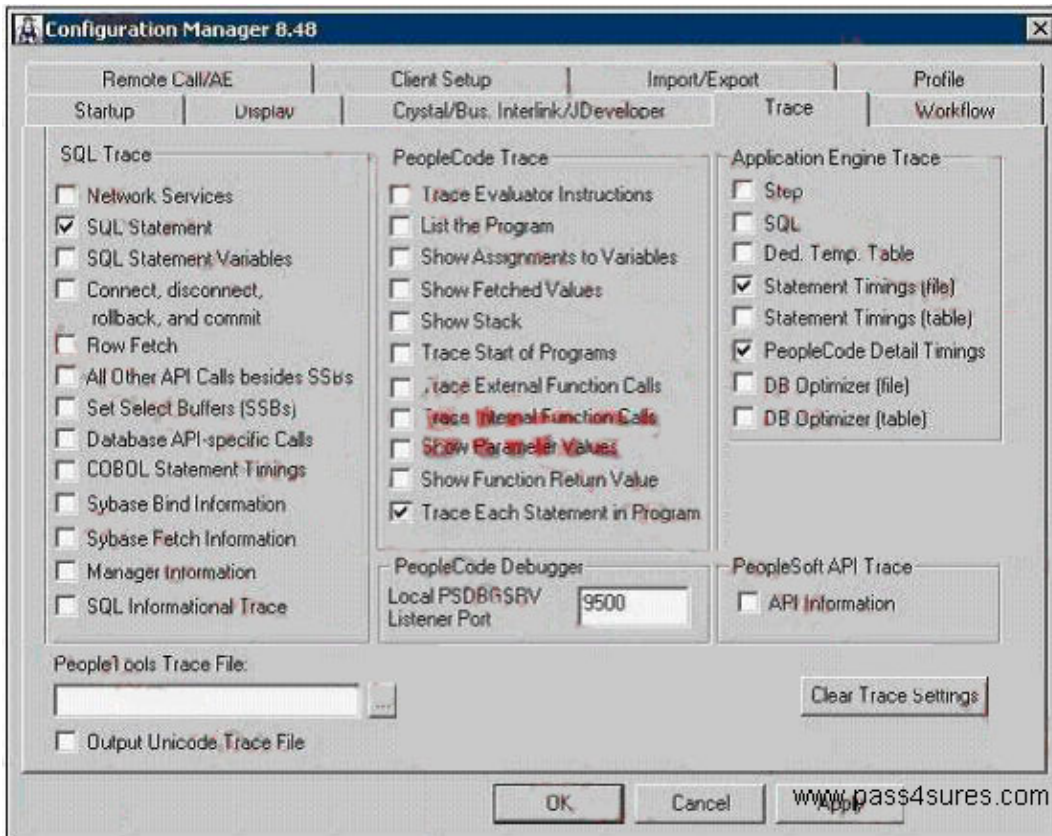 Configuration Manager 8.48
Remote Call/AE
Client Setup
Import/Export
Profile
Startup
Display
Crystal/Bus. Interlink/JDeveloper
Trace
Workflow
SQL Trace
Network Services
SQL Statement
SQL Statement Variables
Connect, disconnect,
rollback, and commit
Row Fetch
All Other API Calls besides SSBs
Set Select Buffers (SSBs)
Database API-specific Calls
COBOL Statement Timings
Sybase Bind Information
Sybase Fetch Information
Manager Information
SQL Informational Trace
PeopleCode Trace
Trace Evaluator Instructions
List the Program
Show Assignments to Variables
Show Fetched Values
Show Stack
Trace Start of Programs
Trace External Function Calls
Trace Internal Function Calls
Show Parameter Values
Show Function Return Value
Trace Each Statement in Program
Application Engine Trace
Step
SQL
Ded. Temp. Table
Statement Timings (file)
Statement Timings (table)
PeopleCode Detail Timings
DB Optimizer (file)
DB Optimizer (table)
PeopleCode Debugger
Local PSDBGSRV
Listener Port
9500
PeopleSoft API Trace
API Information
PeopleTools Trace File:
...
Clear Trace Settings
Output Unicode Trace File
OK
Cancel
Apply
www.pass4sures.com